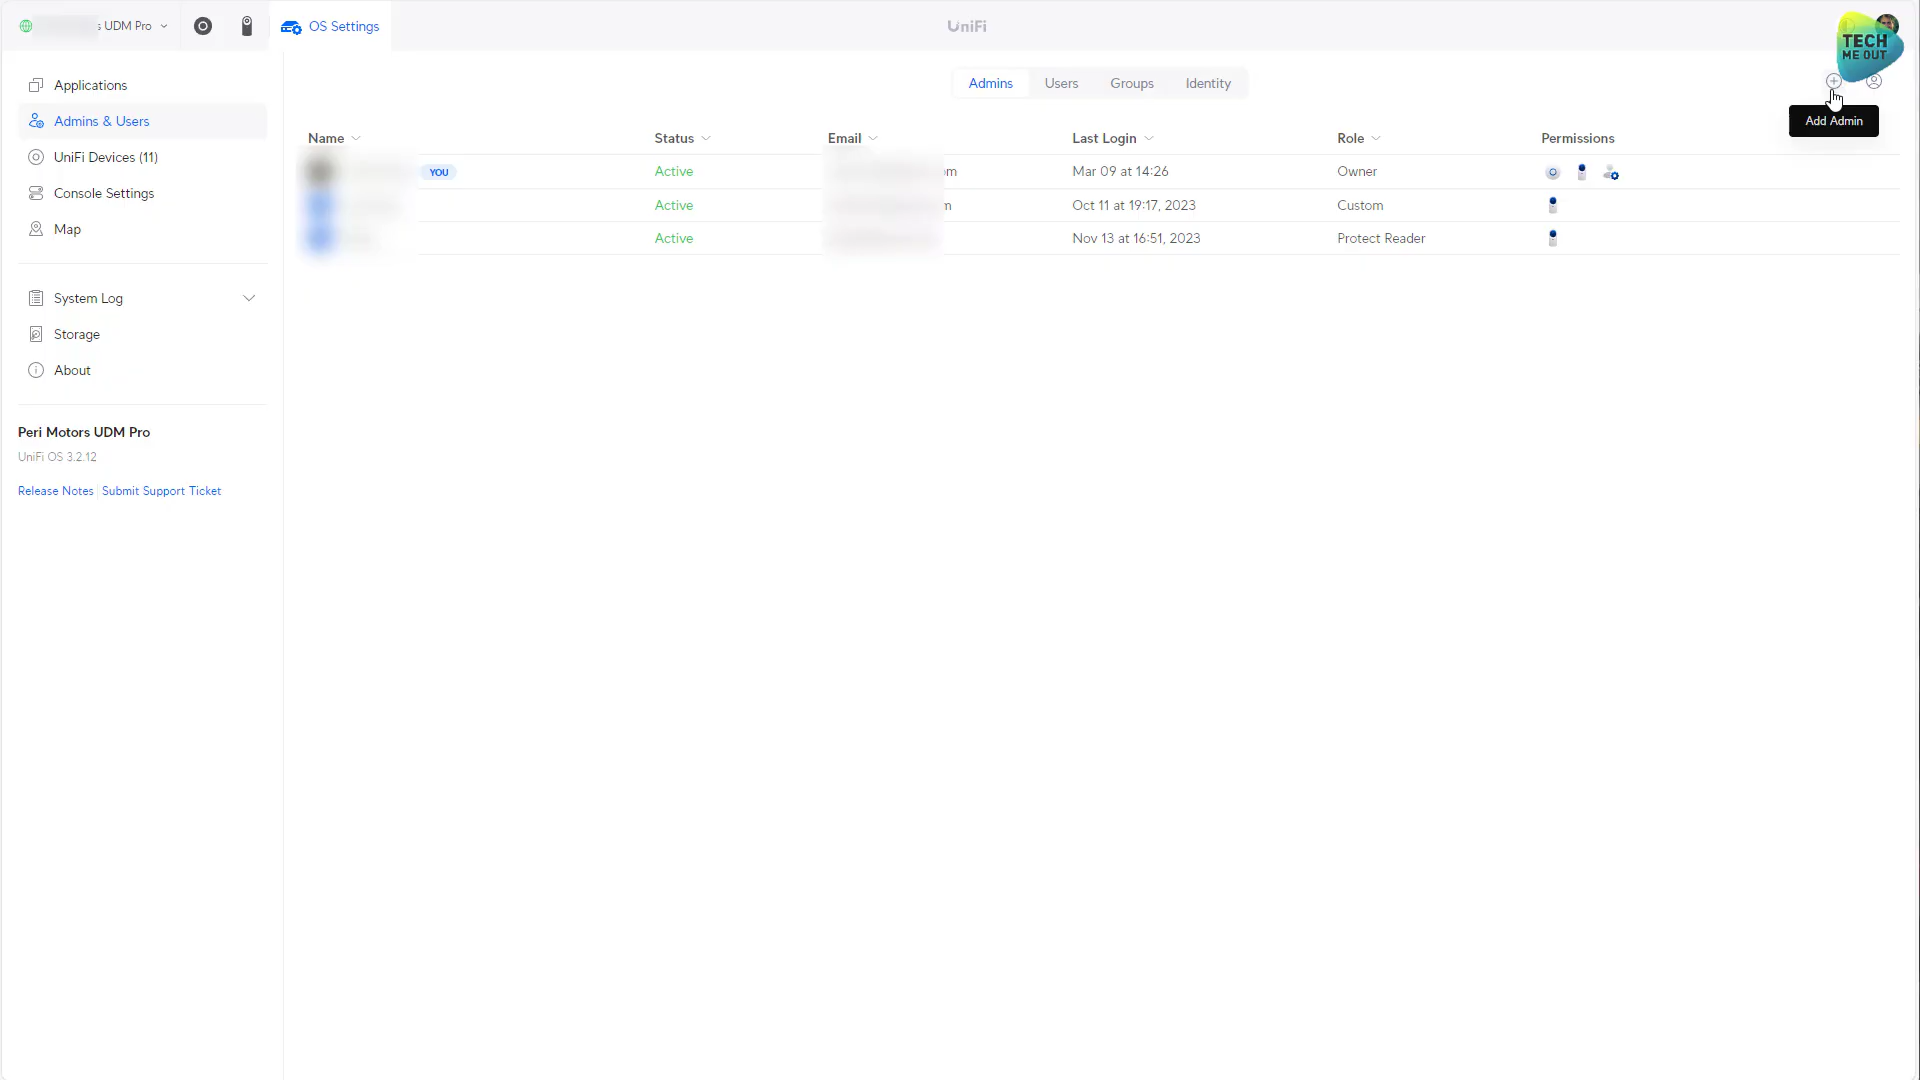 s UDM Pro
OS Settings
UniFi
TECH
ME OUT
Applications
Admins & Users
UniFi Devices (11)
Console Settings
Map
System Log
Storage
About
Peri Motors UDM Pro
UniFi OS 3.2.12
Release Notes Submit Support Ticket
Admins Users Groups Identity
Add Admin
Name Status Email Last Login Role Permissions
YOU Active om Mar 09 at 14:26 Owner
Active m Oct 11 at 19:17, 2023 Custom
Active Nov 13 at 16:51, 2023 Protect Reader